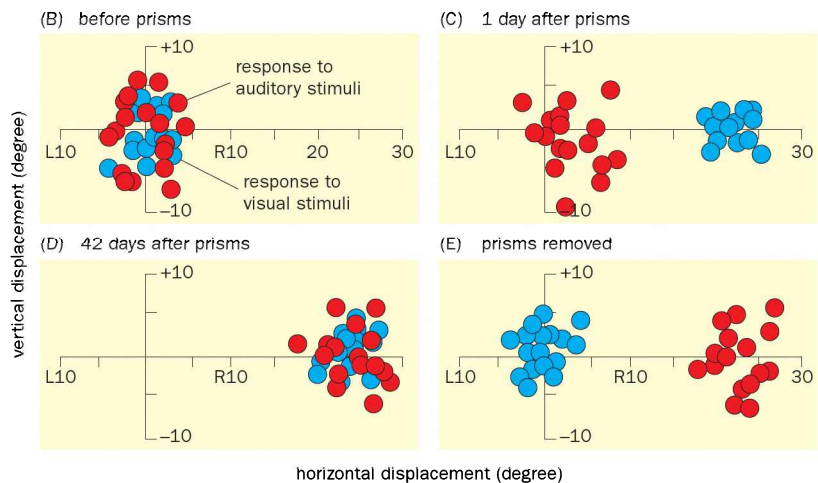 (B) before prisms
+10
response to
auditory stimuli
L10 R10 20 30
response to
visual stimuli
−10
(C) 1 day after prisms
+10
L10 R10 30
−10
(D) 42 days after prisms
+10
L10 R10 30
−10
(E) prisms removed
+10
L10 R10 30
−10
vertical displacement (degree)
horizontal displacement (degree)